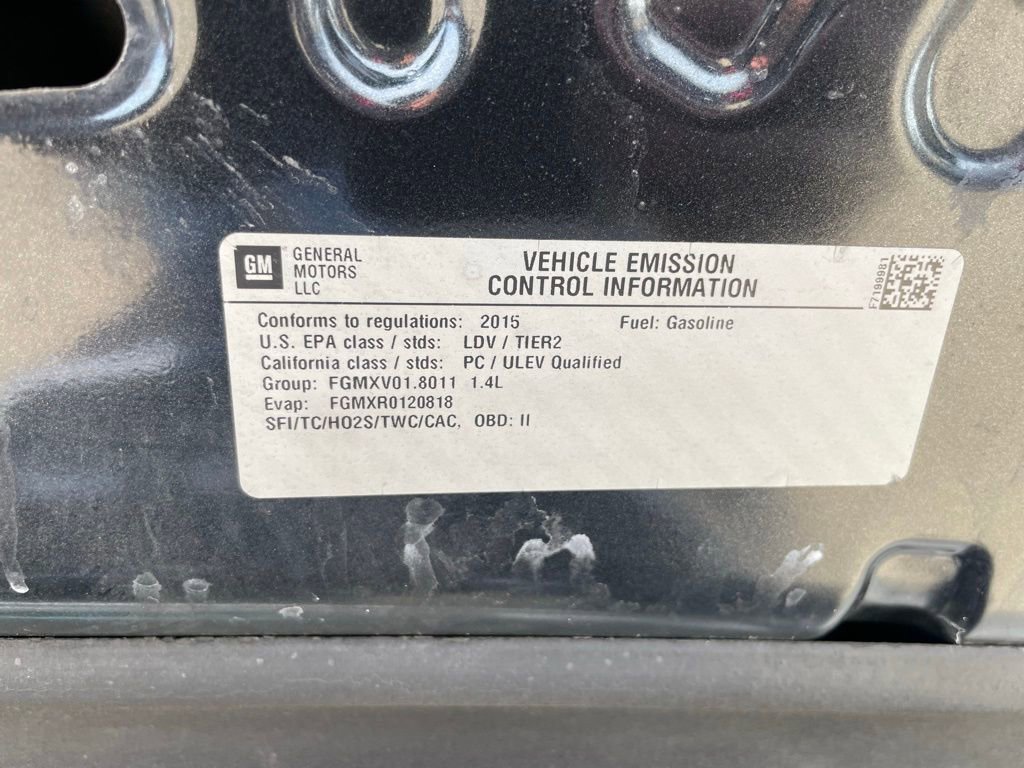 GM
GENERAL
MOTORS
LLC
VEHICLE EMISSION
CONTROL INFORMATION
F7199981
Conforms to regulations: 2015 Fuel: Gasoline
U.S. EPA class / stds: LDV / TIER2
California class / stds: PC / ULEV Qualified
Group: FGMXV01.8011 1.4L
Evap: FGMXR0120818
SFI/TC/HO2S/TWC/CAC, OBD: II